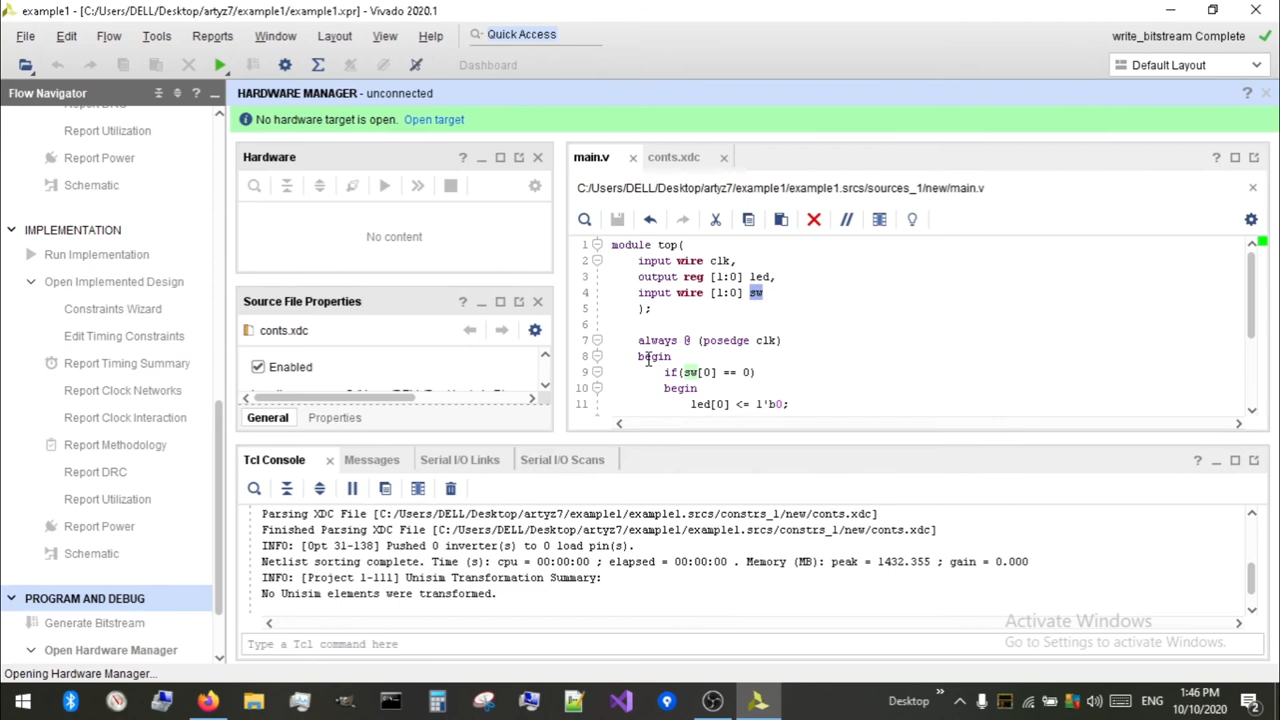 example1 - [C:/Users/DELL/Desktop/artyz7/example1/example1.xpr] - Vivado 2020.1
File Edit Flow Tools Reports Window Layout View Help Quick Access write_bitstream Complete
Dashboard Default Layout
Flow Navigator
HARDWARE MANAGER - unconnected
No hardware target is open. Open target
Report Utilization
Report Power
Schematic
IMPLEMENTATION
Run Implementation
Open Implemented Design
Constraints Wizard
Edit Timing Constraints
Report Timing Summary
Report Clock Networks
Report Clock Interaction
Report Methodology
Report DRC
Report Utilization
Report Power
Schematic
PROGRAM AND DEBUG
Generate Bitstream
Open Hardware Manager
Hardware
No content
Source File Properties
conts.xdc
Enabled
General Properties
main.v conts.xdc
C:/Users/DELL/Desktop/artyz7/example1/example1.srcs/sources_1/new/main.v
1 module top(
2 input wire clk,
3 output reg [1:0] led,
4 input wire [1:0] sw
5 );
6
7 always @ (posedge clk)
8 begin
9 if(sw[0] == 0)
10 begin
11 led[0] <= 1'b0;
Tcl Console Messages Serial I/O Links Serial I/O Scans
Parsing XDC File [C:/Users/DELL/Desktop/artyz7/example1/example1.srcs/constrs_1/new/conts.xdc]
Finished Parsing XDC File [C:/Users/DELL/Desktop/artyz7/example1/example1.srcs/constrs_1/new/conts.xdc]
INFO: [Opt 31-138] Pushed 0 inverter(s) to 0 load pin(s).
Netlist sorting complete. Time (s): cpu = 00:00:00 ; elapsed = 00:00:00 . Memory (MB): peak = 1432.355 ; gain = 0.000
INFO: [Project 1-111] Unisim Transformation Summary:
No Unisim elements were transformed.
Type a Tcl command here
Activate Windows
Go to Settings to activate Windows.
Opening Hardware Manager...
Desktop ENG 1:46 PM
10/10/2020
2